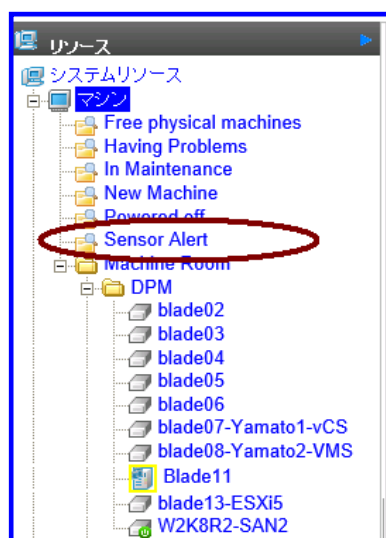 リソース
システムリソース
マシン
Free physical machines
Having Problems
In Maintenance
New Machine
Powered off
Sensor Alert
Machine Room
DPM
blade02
blade03
blade04
blade05
blade06
blade07-Yamato1-vCS
blade08-Yamato2-VMS
Blade11
blade13-ESXi5
W2K8R2-SAN2